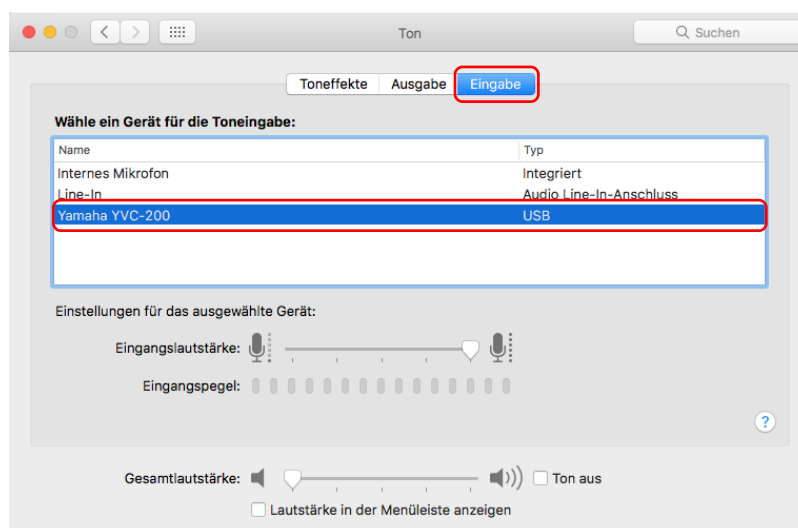 Ton
Suchen
Toneffekte Ausgabe Eingabe
Wähle ein Gerät für die Toneingabe:
Name Typ
Internes Mikrofon Integriert
Line-In Audio Line-In-Anschluss
Yamaha YVC-200 USB
Einstellungen für das ausgewählte Gerät:
Eingangslautstärke:
Eingangspegel:
?
Gesamtlautstärke: Ton aus
Lautstärke in der Menüleiste anzeigen